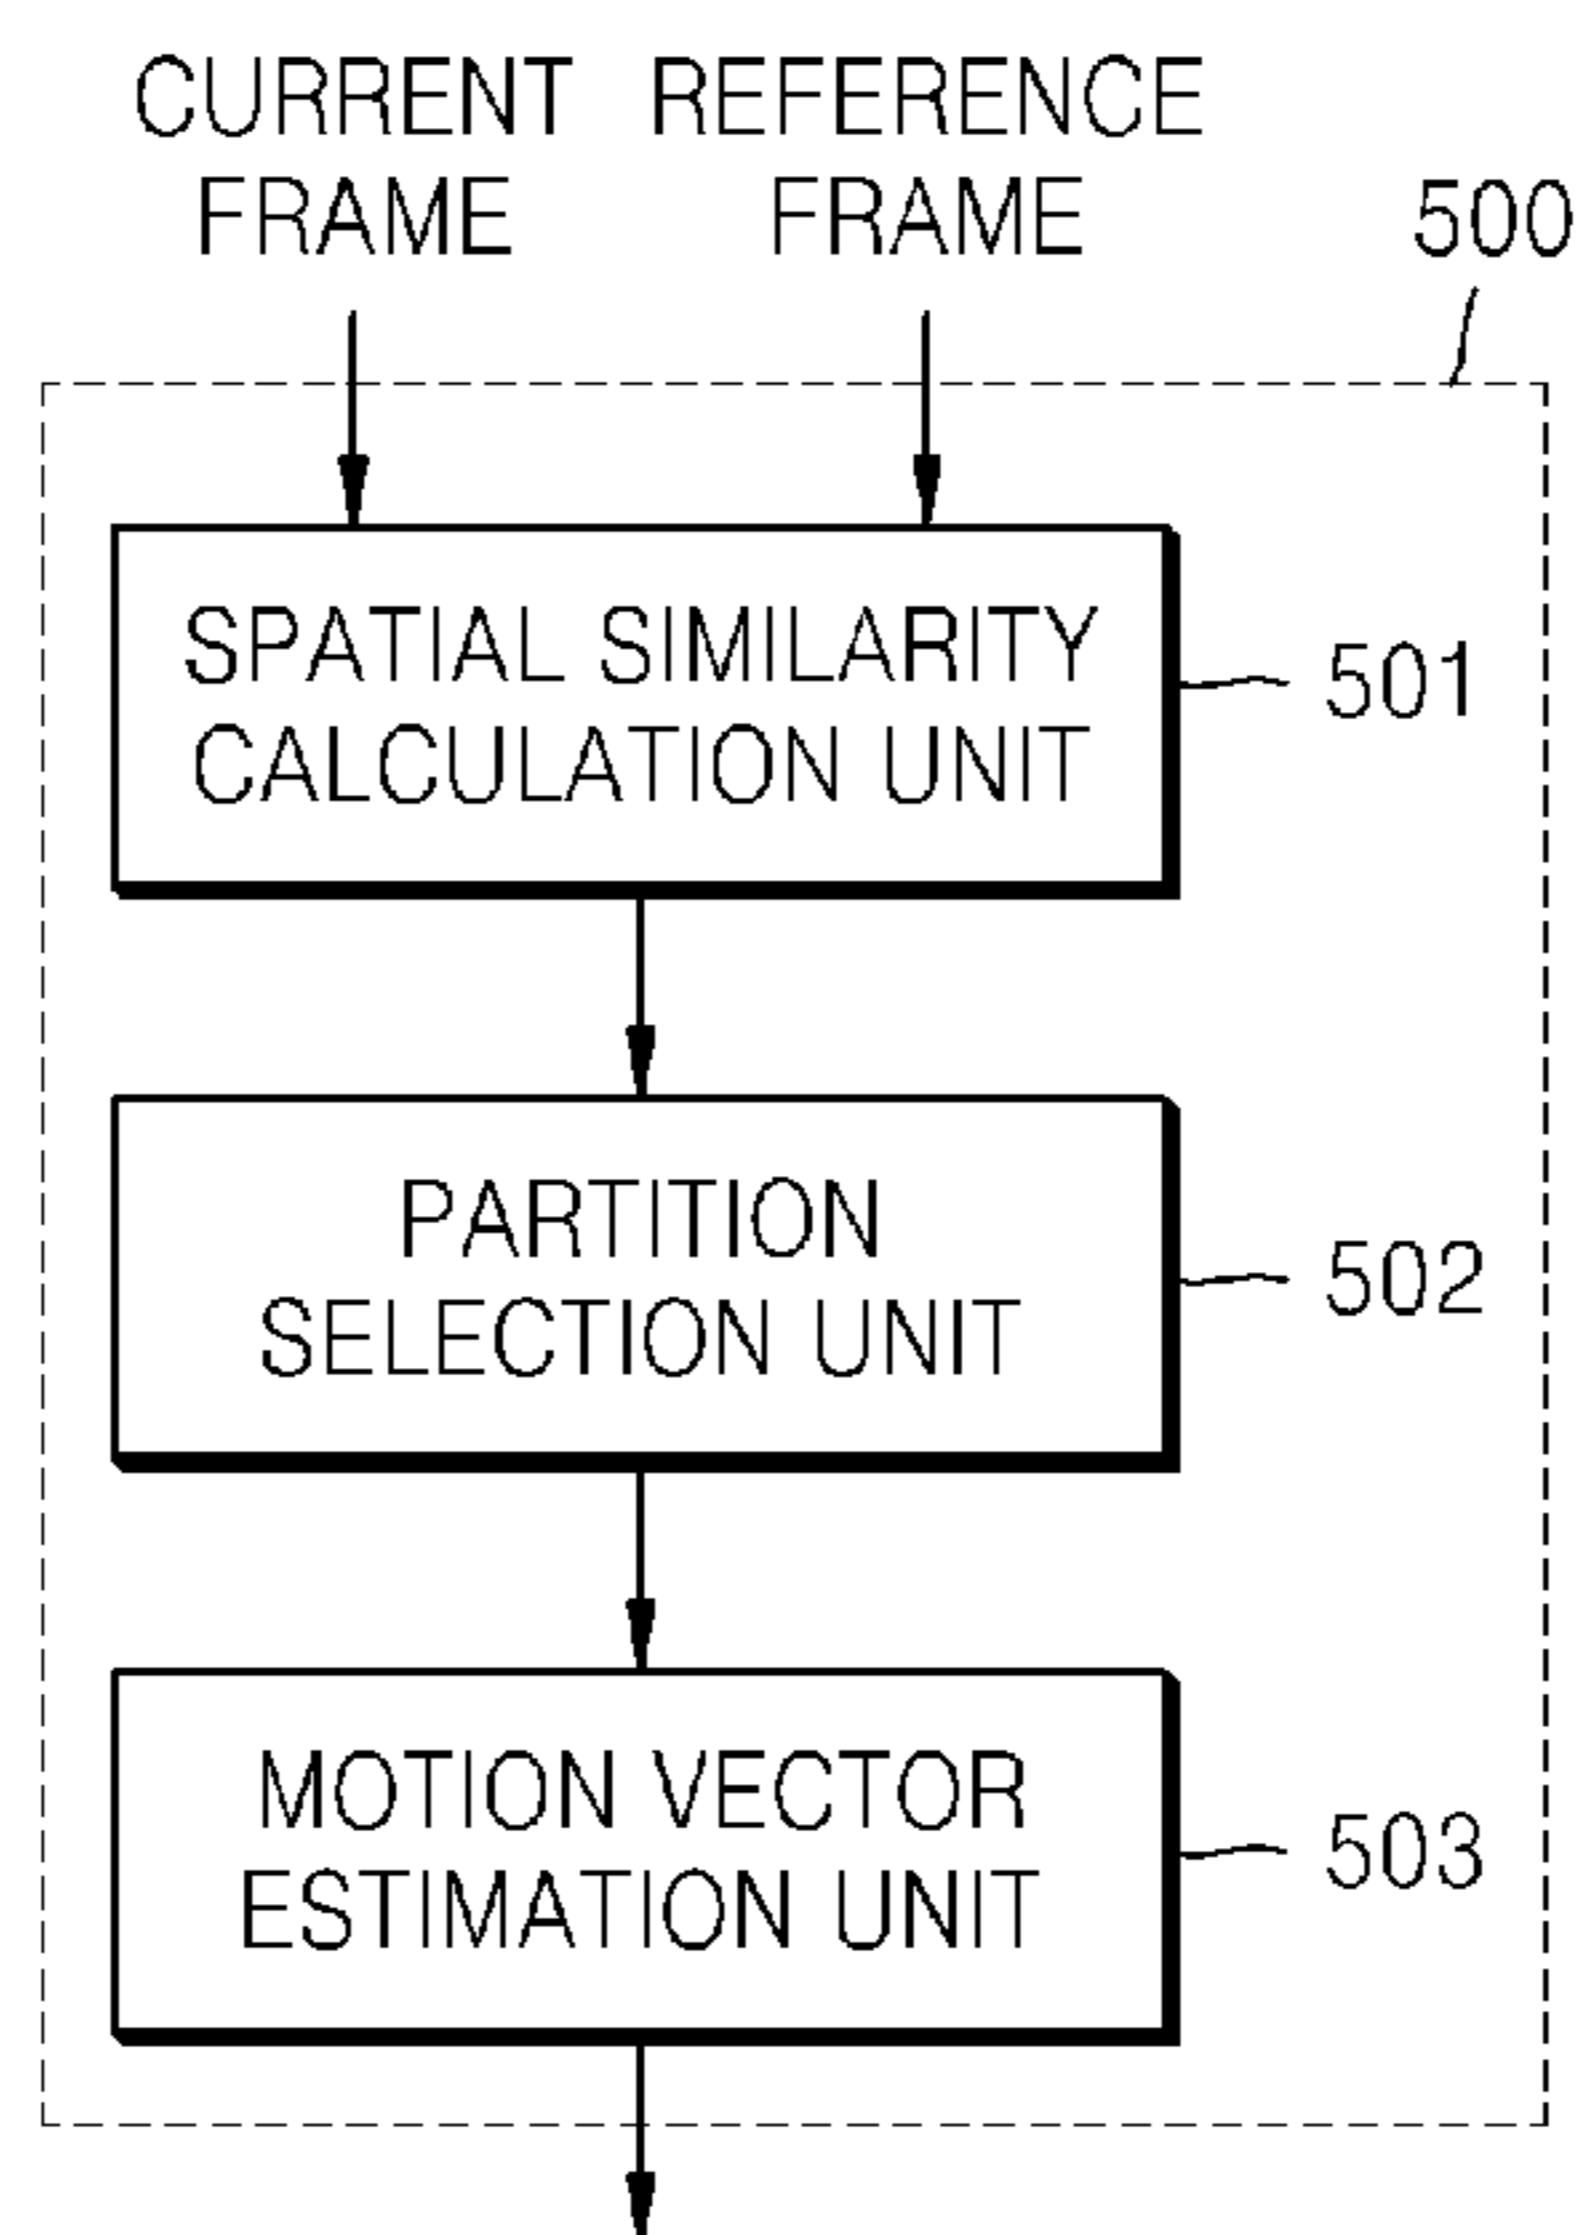 CURRENT REFERENCE
FRAME FRAME
500
SPATIAL SIMILARITY
CALCULATION UNIT
501
PARTITION
SELECTION UNIT
502
MOTION VECTOR
ESTIMATION UNIT
503